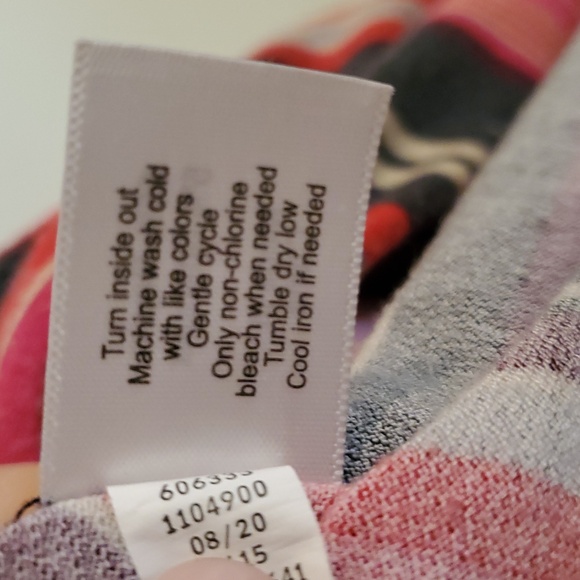 Turn inside out
Machine wash cold
with like colors
Gentle cycle
Only non-chlorine
bleach when needed
Tumble dry low
Cool iron if needed
1104900
08/20